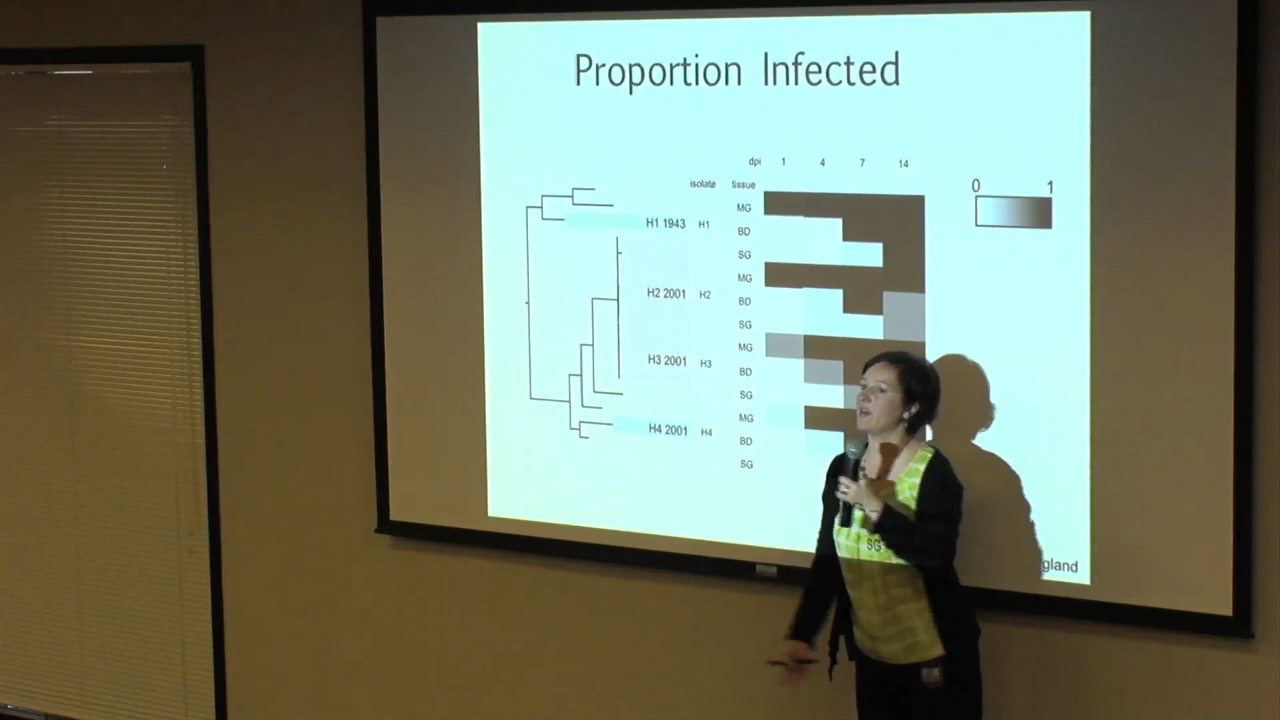 Proportion Infected
dpi 1 4 7 14
isolate tissue
0 1
MG
H1 1943 H1
BD
SG
MG
H2 2001 H2
BD
SG
MG
H3 2001 H3
BD
SG
MG
H4 2001 H4
BD
SG
SG
gland